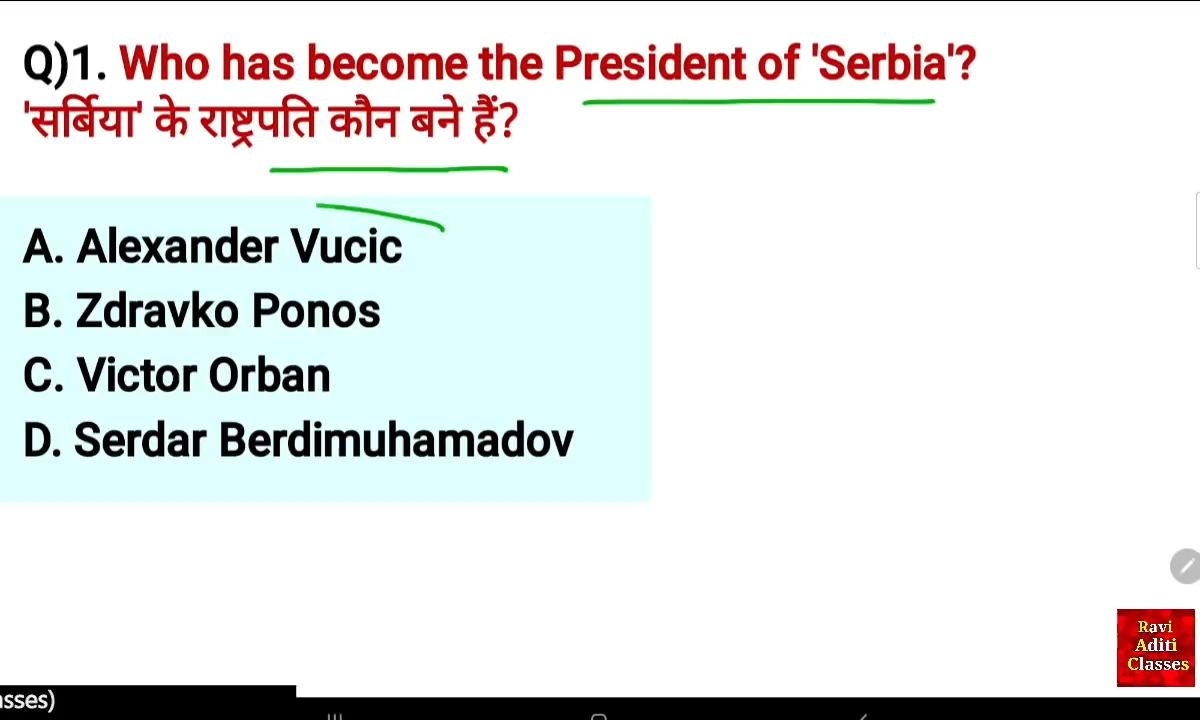 Q)1. Who has become the President of 'Serbia'?
'सर्बिया' के राष्ट्रपति कौन बने हैं?
A. Alexander Vucic
B. Zdravko Ponos
C. Victor Orban
D. Serdar Berdimuhamadov
Ravi
Aditi
Classes
asses)